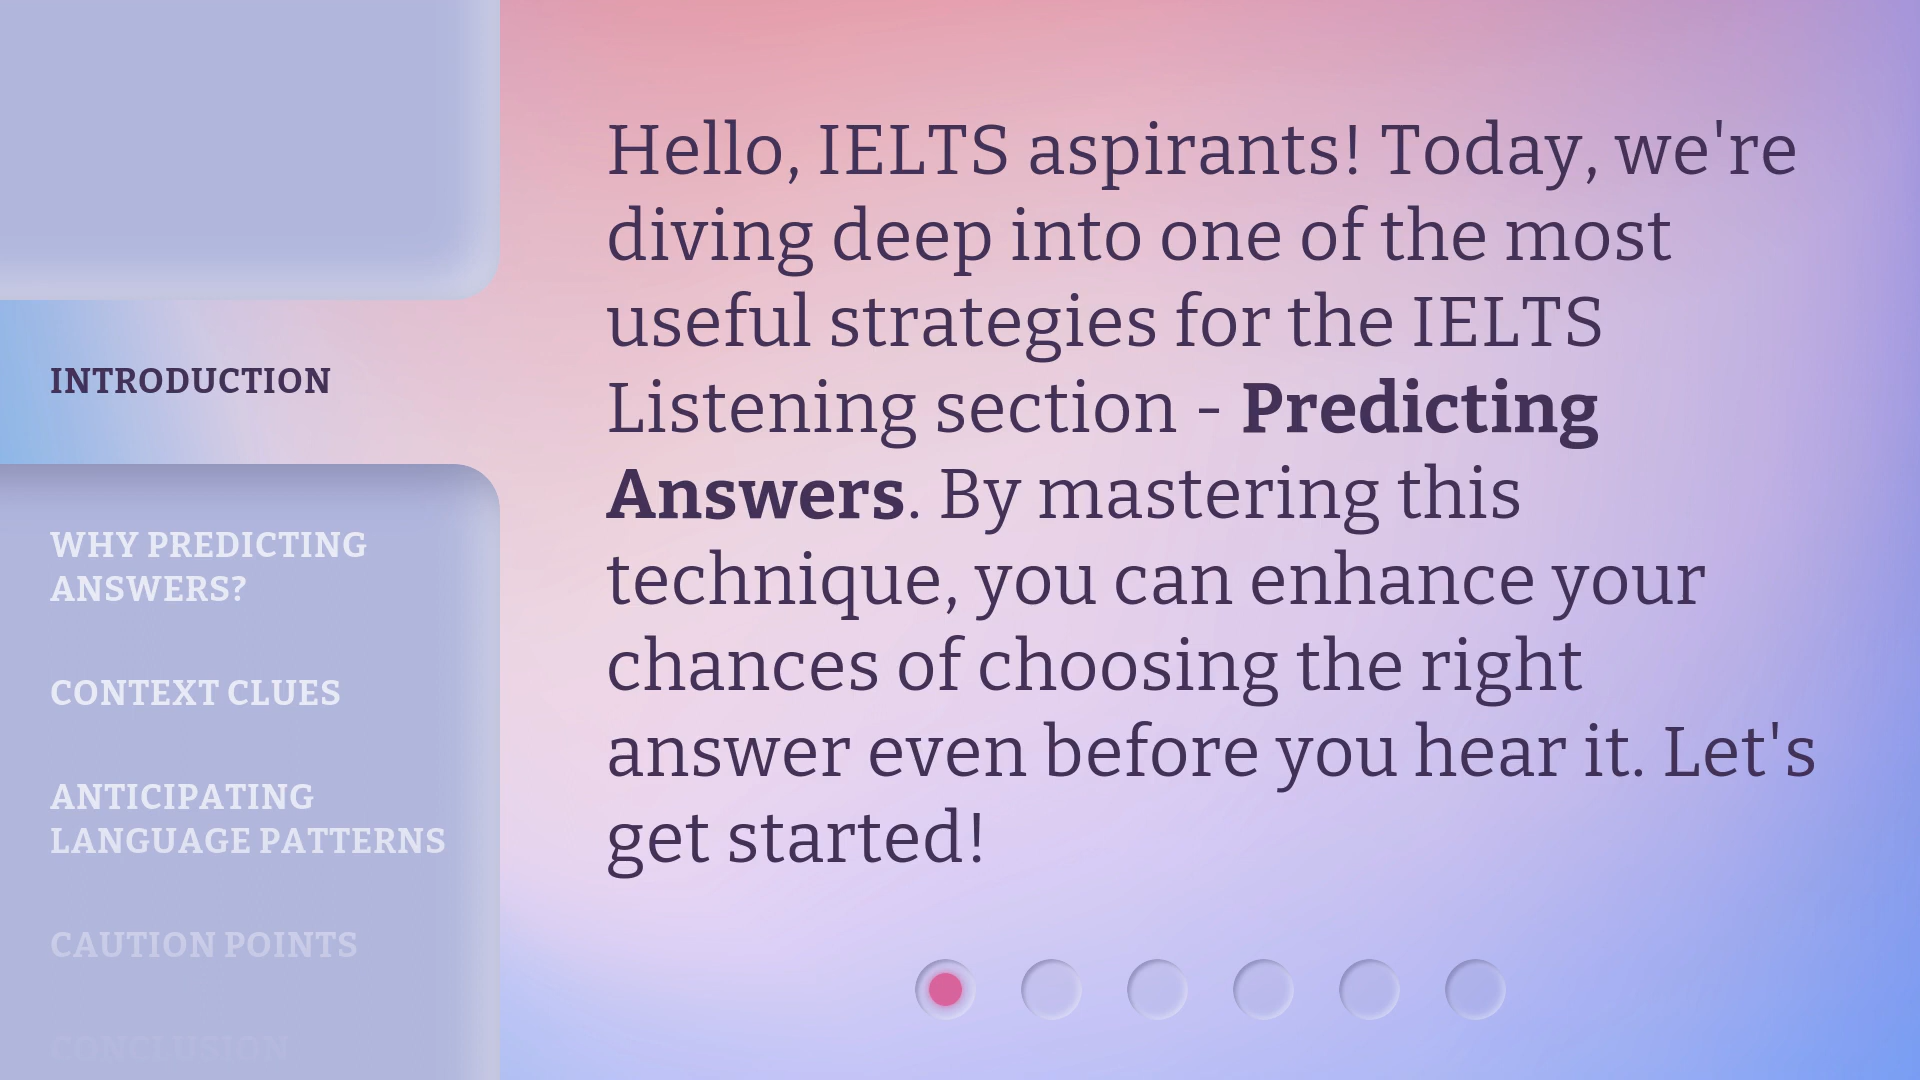 INTRODUCTION
WHY PREDICTING
ANSWERS?
CONTEXT CLUES
ANTICIPATING
LANGUAGE PATTERNS
CAUTION POINTS
CONCLUSION
Hello, IELTS aspirants! Today, we're
diving deep into one of the most
useful strategies for the IELTS
Listening section - Predicting
Answers. By mastering this
technique, you can enhance your
chances of choosing the right
answer even before you hear it. Let's
get started!